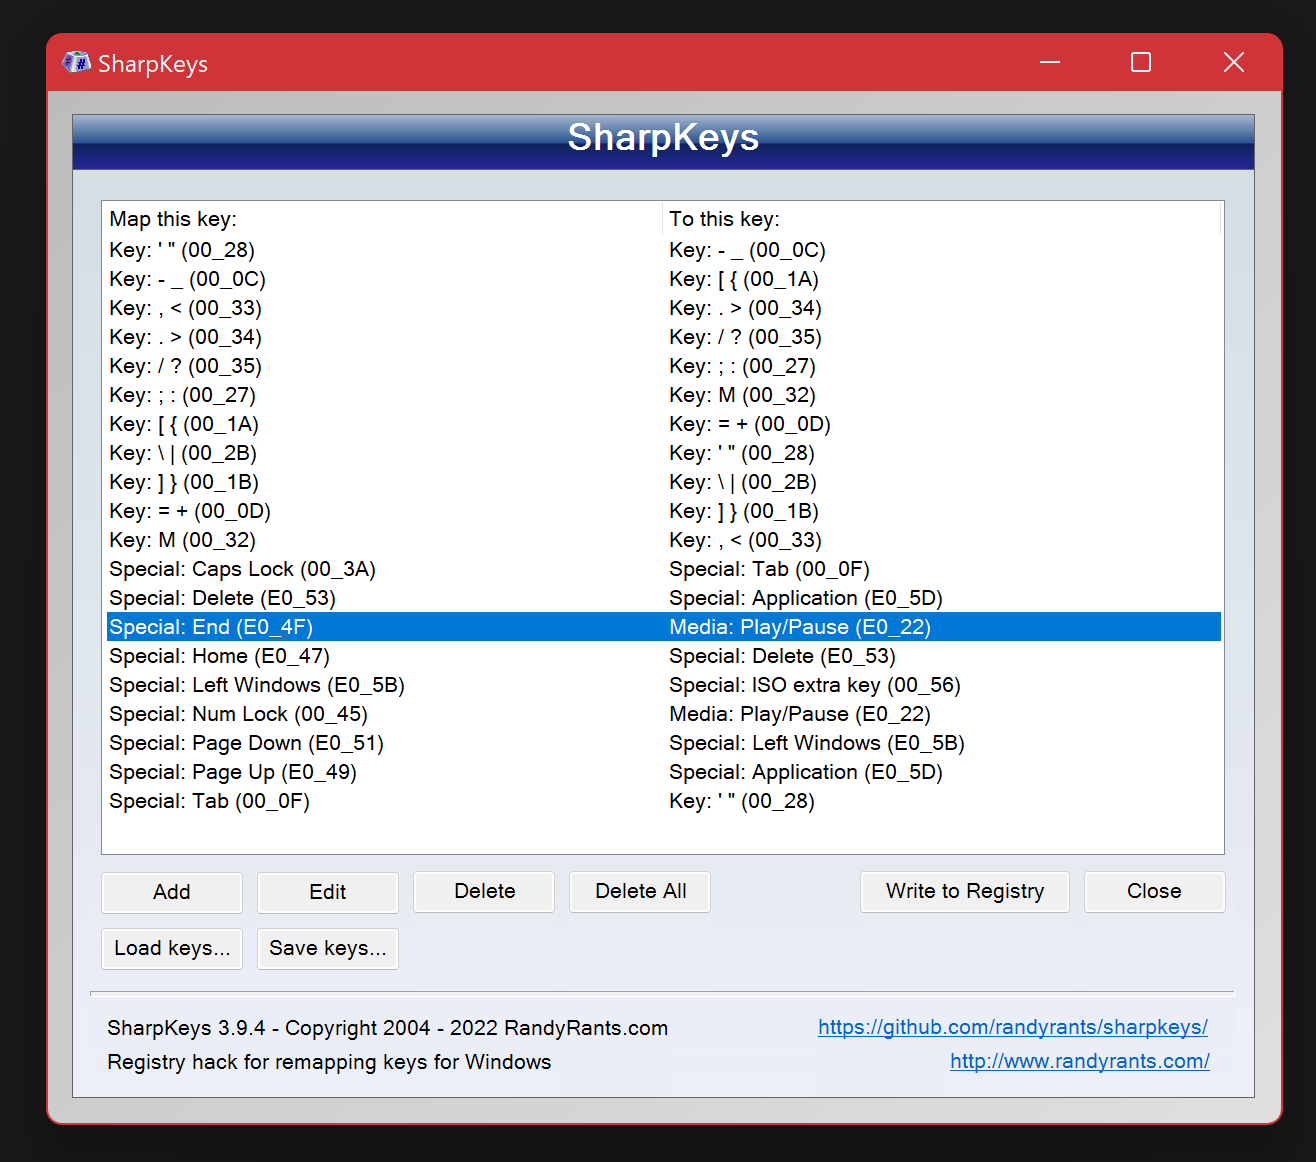 SharpKeys
SharpKeys
Map this key: To this key:
Key: ' " (00_28) Key: - _ (00_0C)
Key: - _ (00_0C) Key: [ { (00_1A)
Key: , < (00_33) Key: . > (00_34)
Key: . > (00_34) Key: / ? (00_35)
Key: / ? (00_35) Key: ; : (00_27)
Key: ; : (00_27) Key: M (00_32)
Key: [ { (00_1A) Key: = + (00_0D)
Key: \ | (00_2B) Key: ' " (00_28)
Key: ] } (00_1B) Key: \ | (00_2B)
Key: = + (00_0D) Key: ] } (00_1B)
Key: M (00_32) Key: , < (00_33)
Special: Caps Lock (00_3A) Special: Tab (00_0F)
Special: Delete (E0_53) Special: Application (E0_5D)
Special: End (E0_4F) Media: Play/Pause (E0_22)
Special: Home (E0_47) Special: Delete (E0_53)
Special: Left Windows (E0_5B) Special: ISO extra key (00_56)
Special: Num Lock (00_45) Media: Play/Pause (E0_22)
Special: Page Down (E0_51) Special: Left Windows (E0_5B)
Special: Page Up (E0_49) Special: Application (E0_5D)
Special: Tab (00_0F) Key: ' " (00_28)
Add Edit Delete Delete All Write to Registry Close
Load keys... Save keys...
SharpKeys 3.9.4 - Copyright 2004 - 2022 RandyRants.com https://github.com/randyrants/sharpkeys/
Registry hack for remapping keys for Windows http://www.randyrants.com/